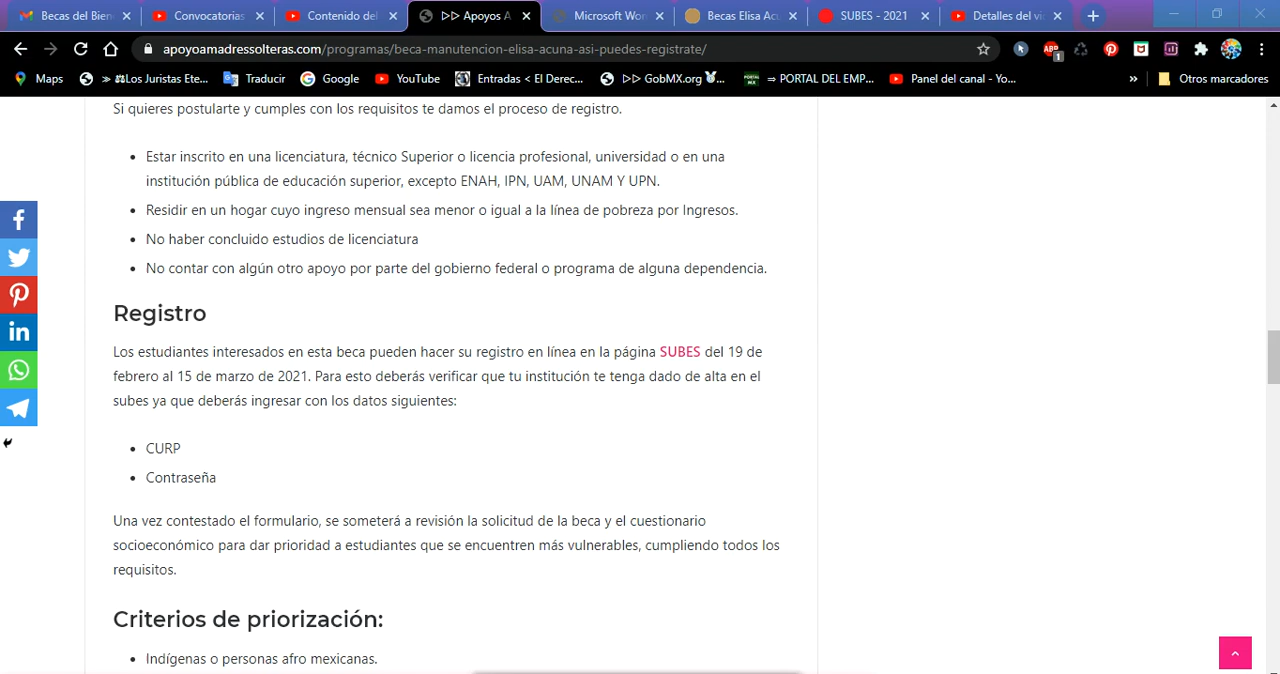 Becas del Bien
Convocatorias
Contenido del
▷▷ Apoyos A
Microsoft Wor
Becas Elisa Acu
SUBES - 2021
Detalles del vi
apoyoamadressolteras.com/programas/beca-manutencion-elisa-acuna-asi-puedes-registrate/
ABP
1
Maps
» ⚖Los Juristas Ete...
Traducir
Google
YouTube
Entradas < El Derec...
▷▷ GobMX.org
⇒ PORTAL DEL EMP...
Panel del canal - Yo...
»
Otros marcadores
Si quieres postularte y cumples con los requisitos te damos el proceso de registro.
• Estar inscrito en una licenciatura, técnico Superior o licencia profesional, universidad o en una
institución pública de educación superior, excepto ENAH, IPN, UAM, UNAM Y UPN.
• Residir en un hogar cuyo ingreso mensual sea menor o igual a la línea de pobreza por Ingresos.
• No haber concluido estudios de licenciatura
• No contar con algún otro apoyo por parte del gobierno federal o programa de alguna dependencia.
Registro
Los estudiantes interesados en esta beca pueden hacer su registro en línea en la página SUBES del 19 de
febrero al 15 de marzo de 2021. Para esto deberás verificar que tu institución te tenga dado de alta en el
subes ya que deberás ingresar con los datos siguientes:
• CURP
• Contraseña
Una vez contestado el formulario, se someterá a revisión la solicitud de la beca y el cuestionario
socioeconómico para dar prioridad a estudiantes que se encuentren más vulnerables, cumpliendo todos los
requisitos.
Criterios de priorización:
• Indígenas o personas afro mexicanas.